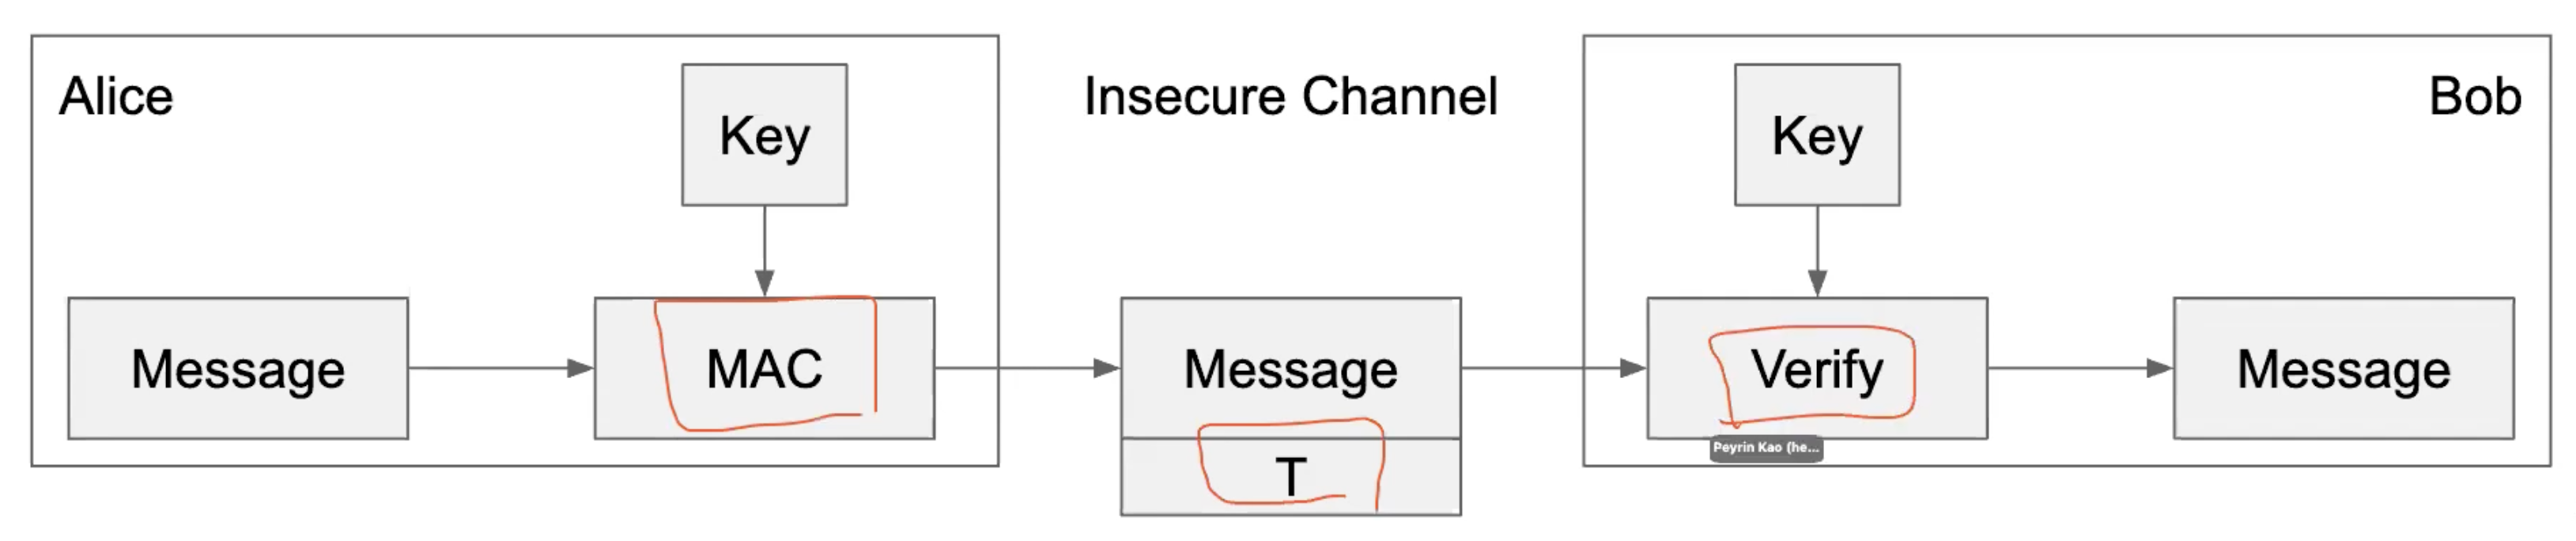 Alice
Key
Insecure Channel
Key
Bob
Message
MAC
Message
Verify
Message
Peyrin Kao (he...
T